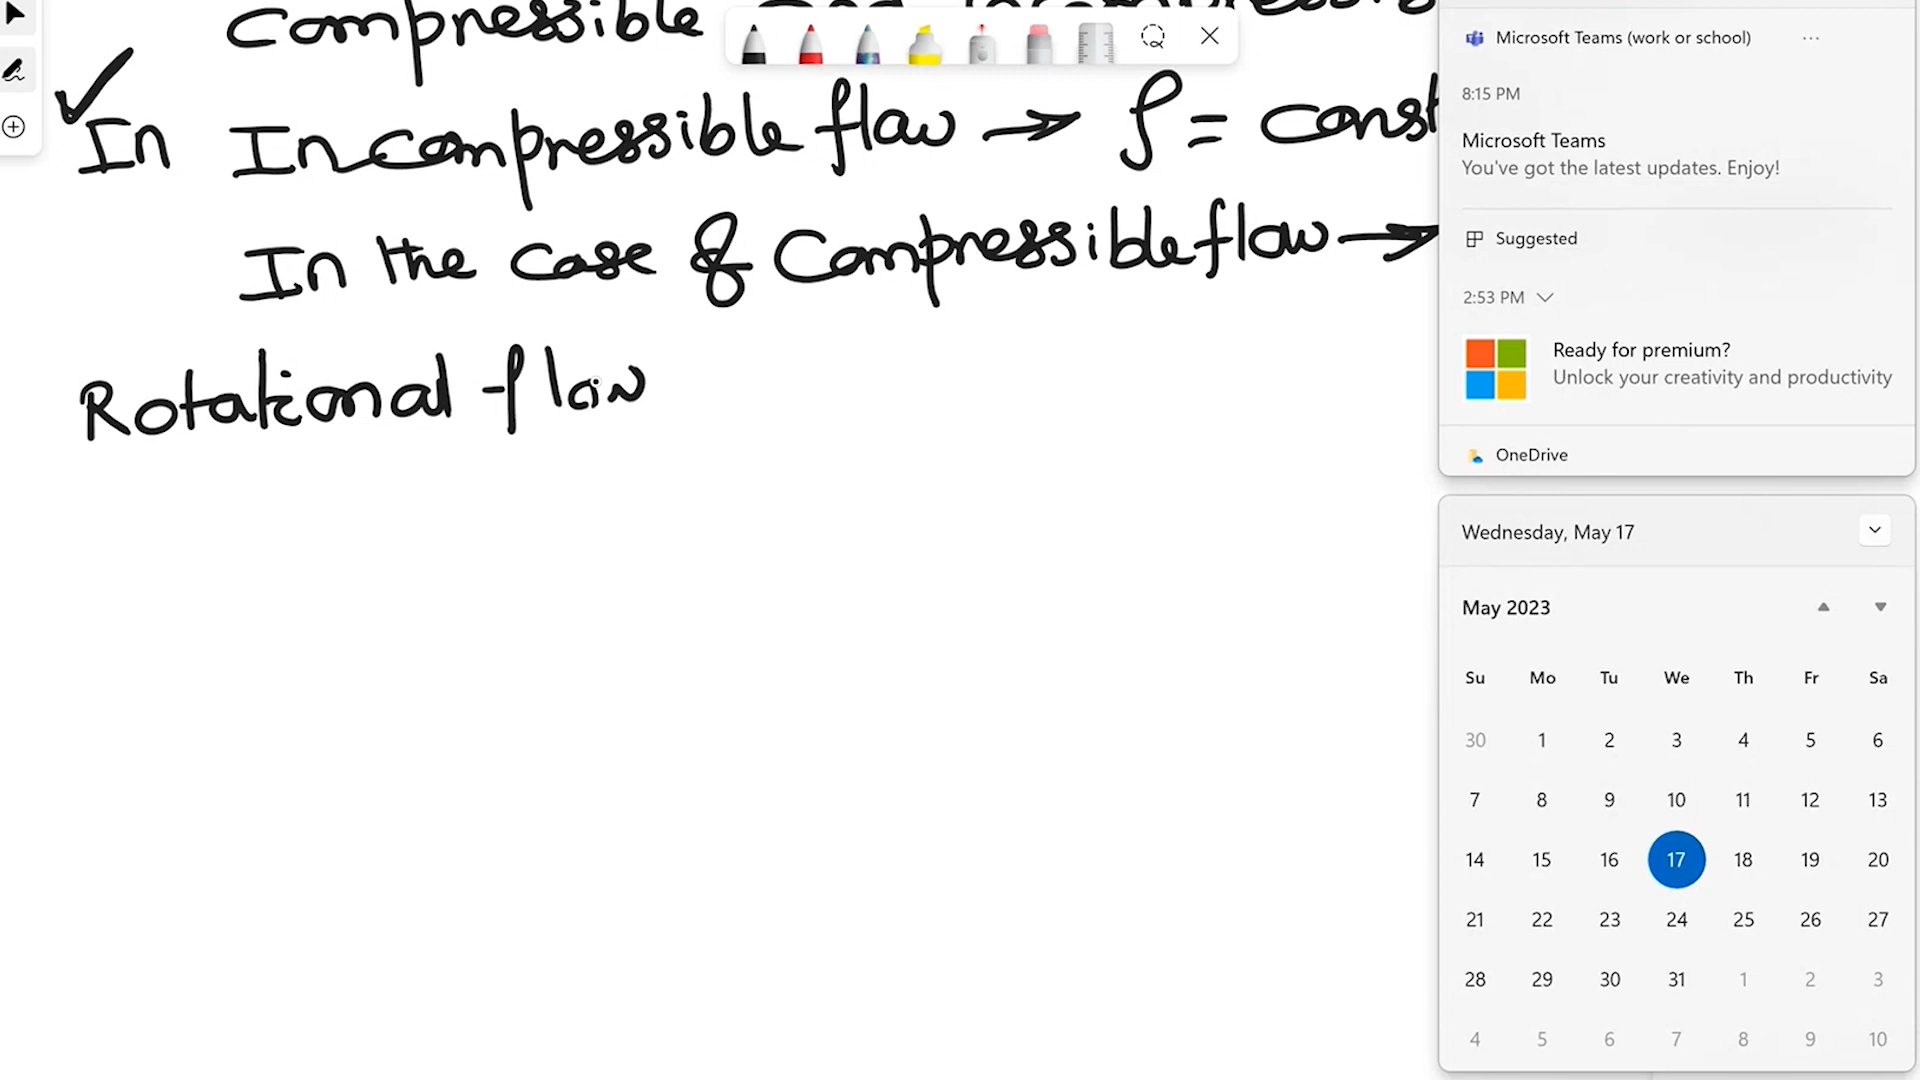 Compressible and Incompressib
In Incompressible flow → ρ = const
In the case of Compressible flow →
Rotational flow
Microsoft Teams (work or school)
8:15 PM
Microsoft Teams
You've got the latest updates. Enjoy!
Suggested
2:53 PM
Ready for premium?
Unlock your creativity and productivity
OneDrive
Wednesday, May 17
May 2023
Su Mo Tu We Th Fr Sa
30 1 2 3 4 5 6
7 8 9 10 11 12 13
14 15 16 17 18 19 20
21 22 23 24 25 26 27
28 29 30 31 1 2 3
4 5 6 7 8 9 10